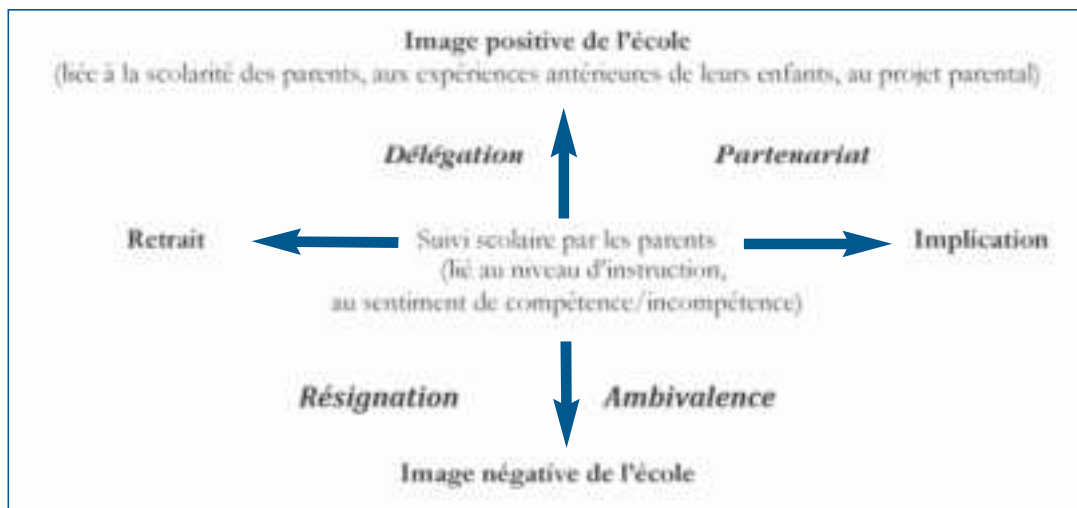 Image positive de l'école
(liée à la scolarité des parents, aux expériences antérieures de leurs enfants, au projet parental)
Délégation Partenariat
Retrait Suivi scolaire par les parents Implication
(lié au niveau d'instruction,
au sentiment de compétence/incompétence)
Résignation Ambivalence
Image négative de l'école